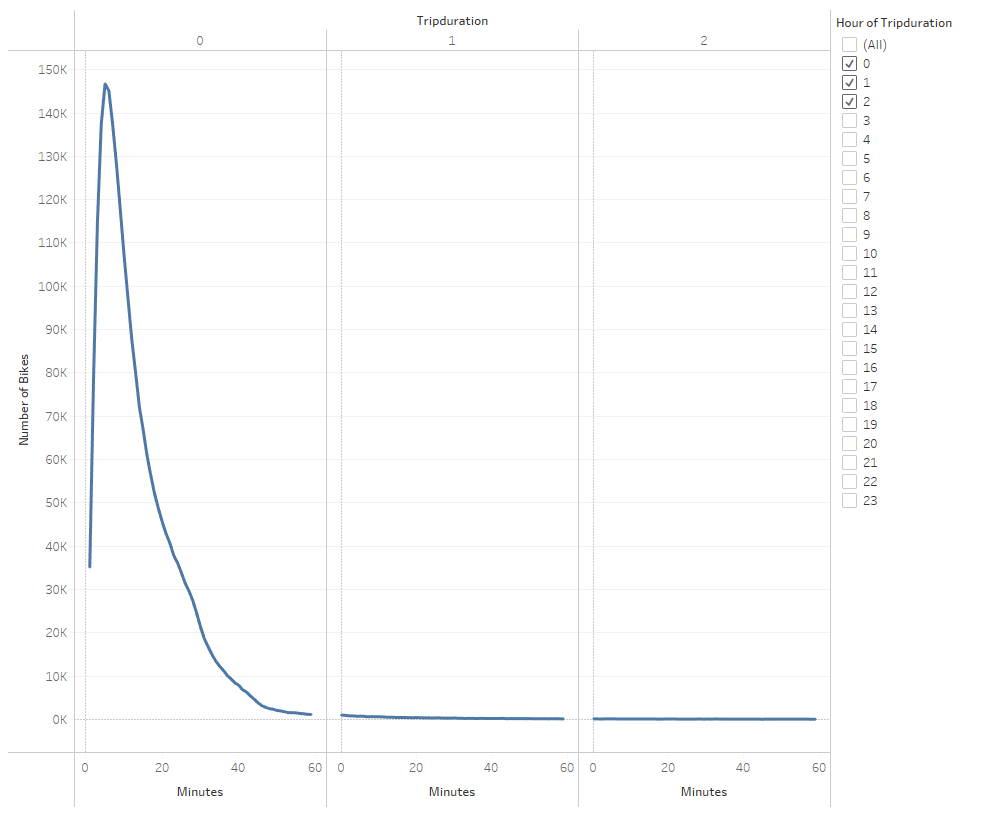 Tripduration
0 1 2
150K
140K
130K
120K
110K
100K
90K
80K
70K
60K
50K
40K
30K
20K
10K
0K
Number of Bikes
0 20 40 60 0 20 40 60 0 20 40 60
Minutes Minutes Minutes
Hour of Tripduration
(All)
0
1
2
3
4
5
6
7
8
9
10
11
12
13
14
15
16
17
18
19
20
21
22
23